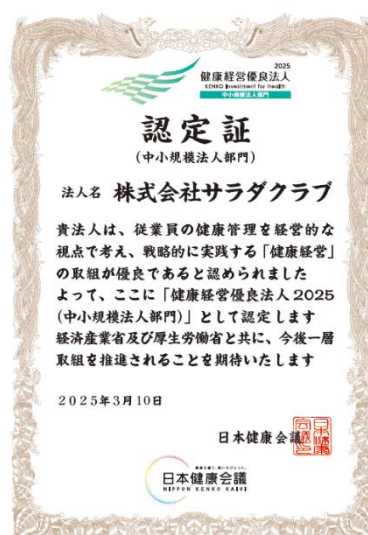 2025
健康経営優良法人
KENKO Investment for Health
中小規模法人部門
認定証
(中小規模法人部門)
法人名 株式会社サラダクラブ
貴法人は、従業員の健康管理を経営的な
視点で考え、戦略的に実践する「健康経営」
の取組が優良であると認められました
よって、ここに「健康経営優良法人2025
(中小規模法人部門)」として認定します
経済産業省及び厚生労働省と共に、今後一層
取組を推進されることを期待いたします
2025年3月10日
日本健康会議
日本健康会議
NIPPON KENKO KAIGI